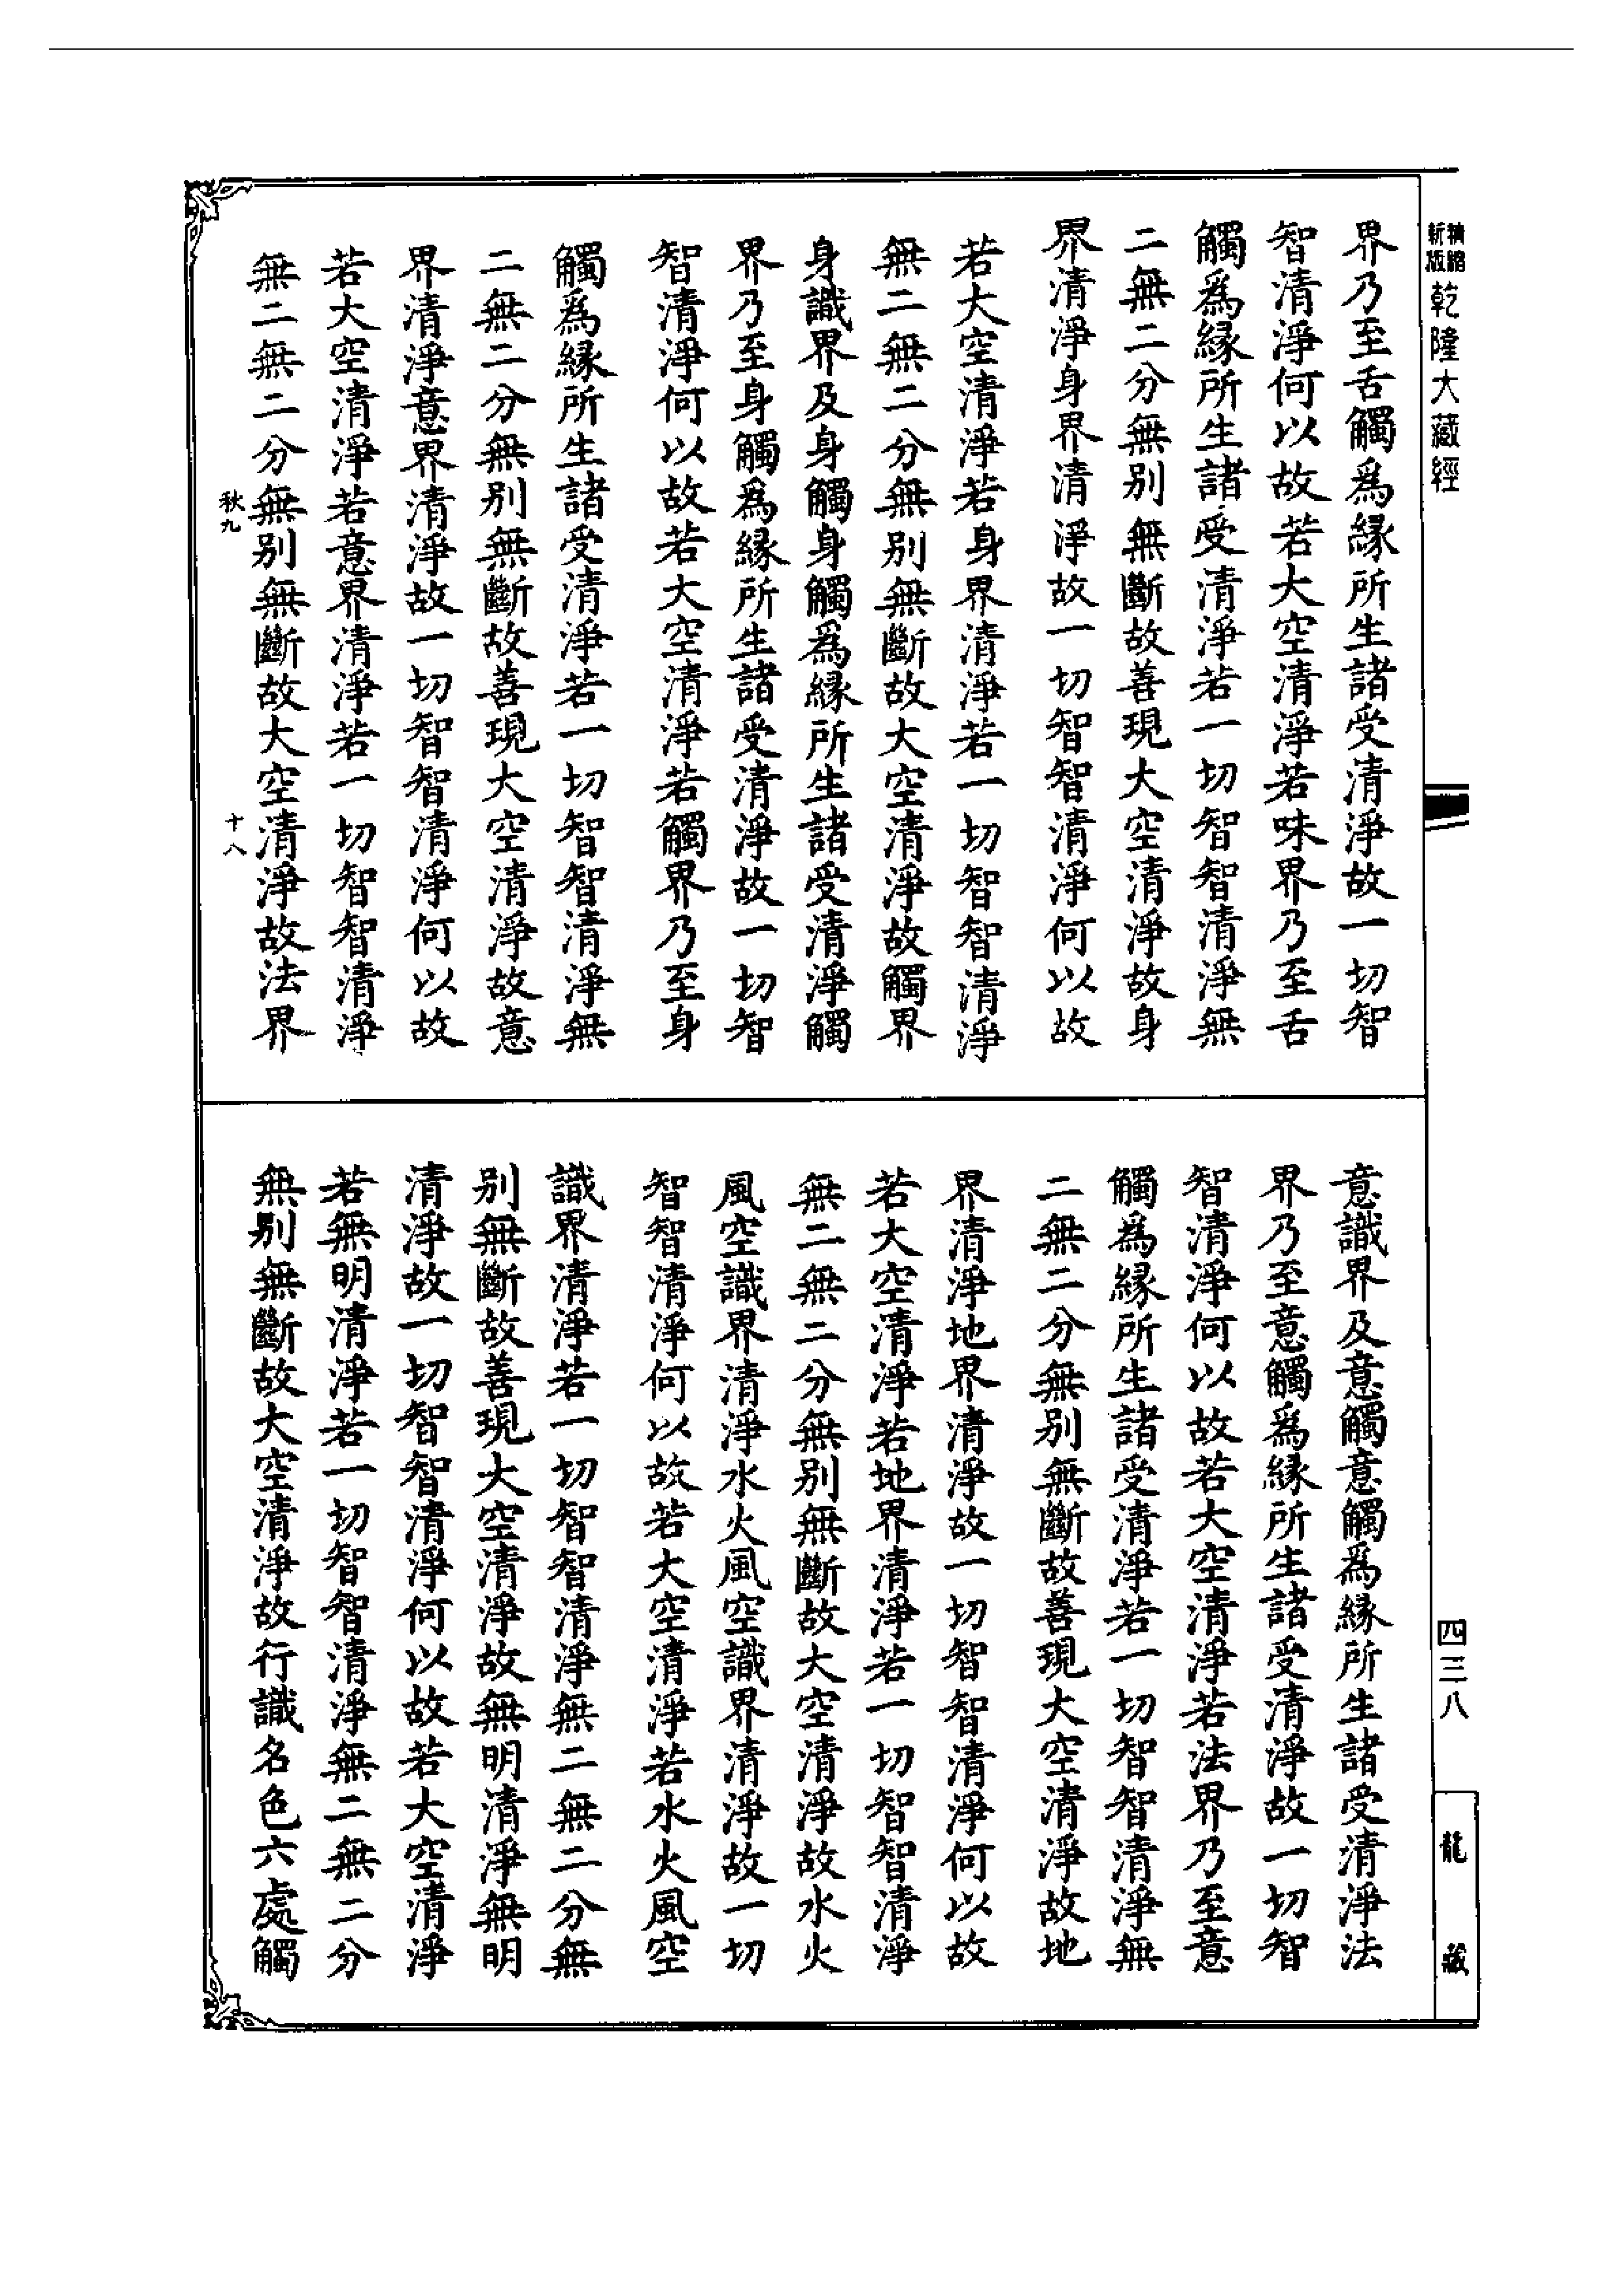 新版
精縮
乾隆大藏經
界乃至舌觸爲緣所生諸受清淨故一切智
智清淨何以故若大空清淨若味界乃至舌
觸爲緣所生諸受清淨若一切智智清淨無
二無二分無别無斷故善現大空清淨故身
界清淨身界清淨故一切智智清淨何以故
若大空清淨若身界清淨若一切智智清淨
無二無二分無别無斷故大空清淨故觸界
身識界及身觸身觸爲緣所生諸受清淨觸
界乃至身觸爲緣所生諸受清淨故一切智
智清淨何以故若大空清淨若觸界乃至身
觸爲緣所生諸受清淨若一切智智清淨無
二無二分無别無斷故善現大空清淨故意
界清淨意界清淨故一切智智清淨何以故
若大空清淨若意界清淨若一切智智清淨
無二無二分無别無斷故大空清淨故法界
秋九
十八
意識界及意觸意觸爲緣所生諸受清淨法
界乃至意觸爲緣所生諸受清淨故一切智
智清淨何以故若大空清淨若法界乃至意
觸爲緣所生諸受清淨若一切智智清淨無
二無二分無别無斷故善現大空清淨故地
界清淨地界清淨故一切智智清淨何以故
若大空清淨若地界清淨若一切智智清淨
無二無二分無别無斷故大空清淨故水火
風空識界清淨水火風空識界清淨故一切
智智清淨何以故若大空清淨若水火風空
識界清淨若一切智智清淨無二無二分無
别無斷故善現大空清淨故無明清淨無明
清淨故一切智智清淨何以故若大空清淨
若無明清淨若一切智智清淨無二無二分
無别無斷故大空清淨故行識名色六處觸
四三八
龍藏